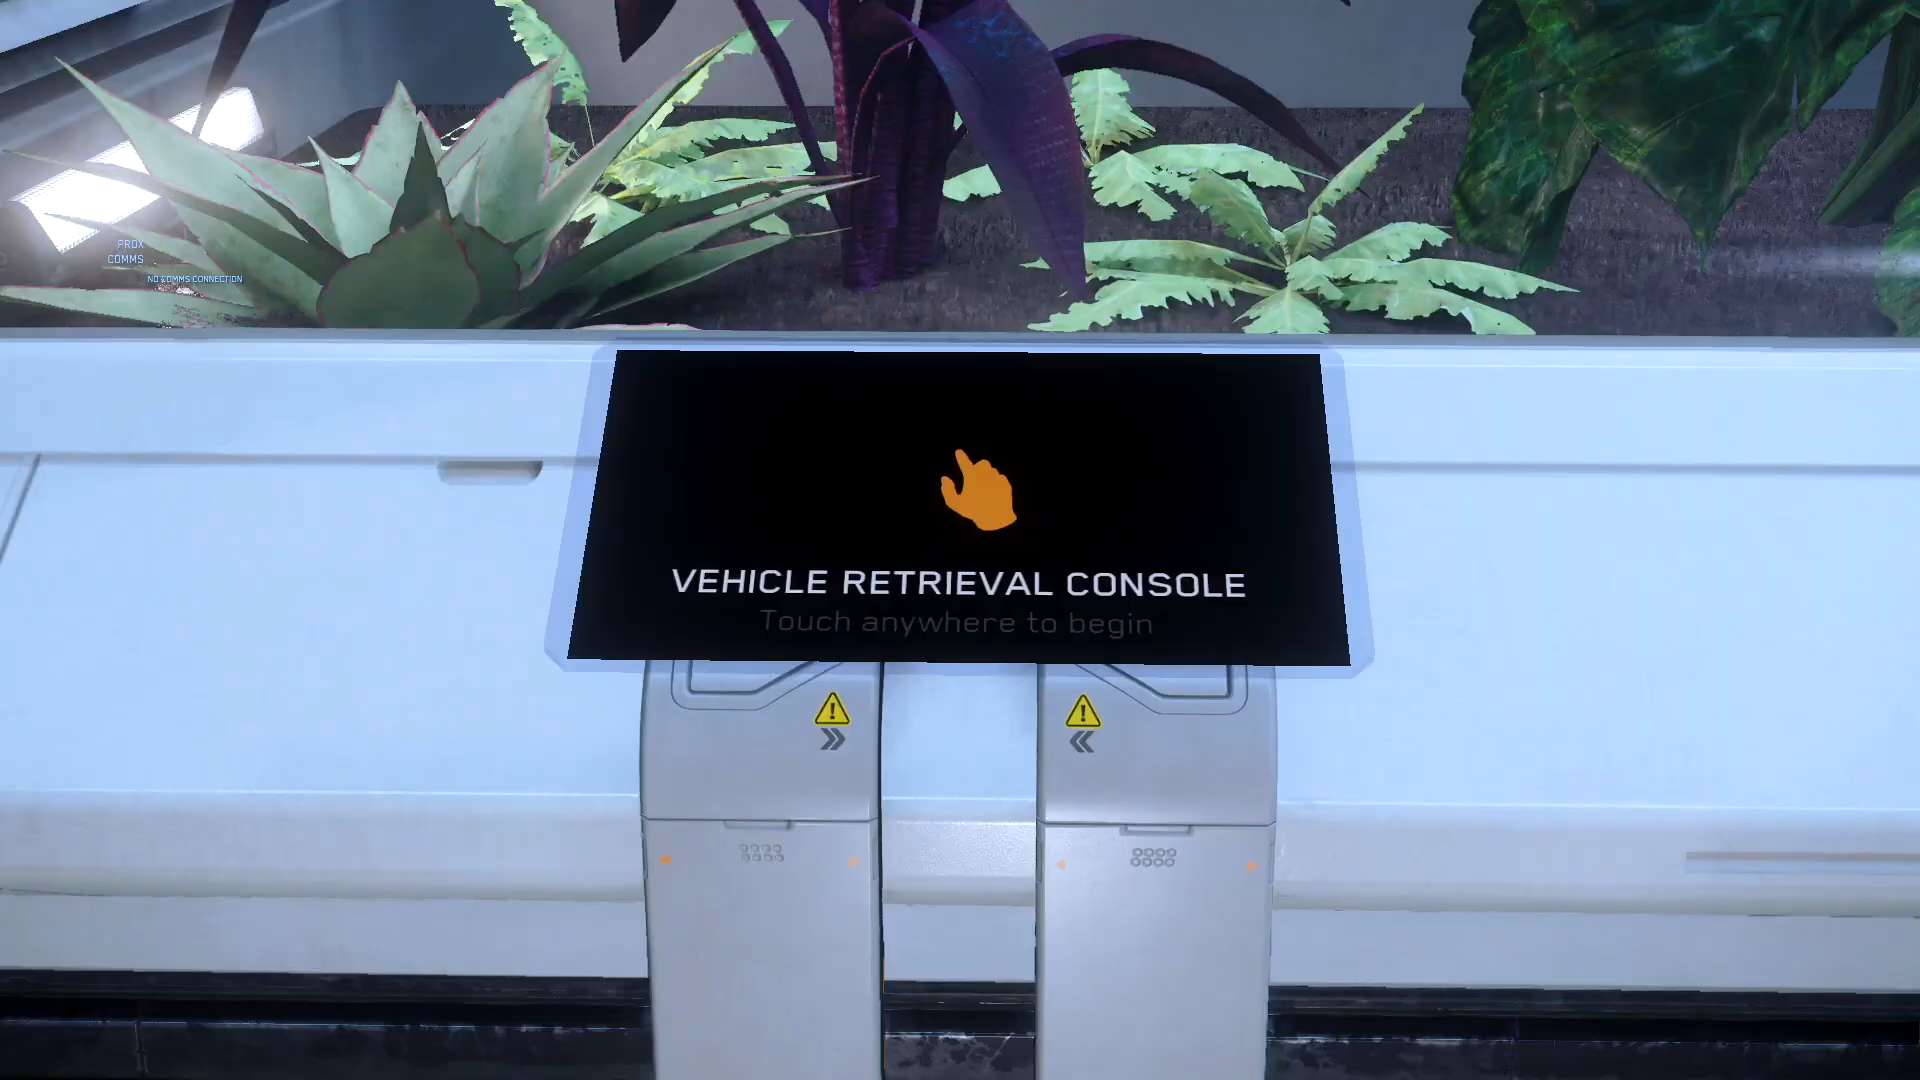 PROX
COMMS
NO COMMS CONNECTION
VEHICLE RETRIEVAL CONSOLE
Touch anywhere to begin